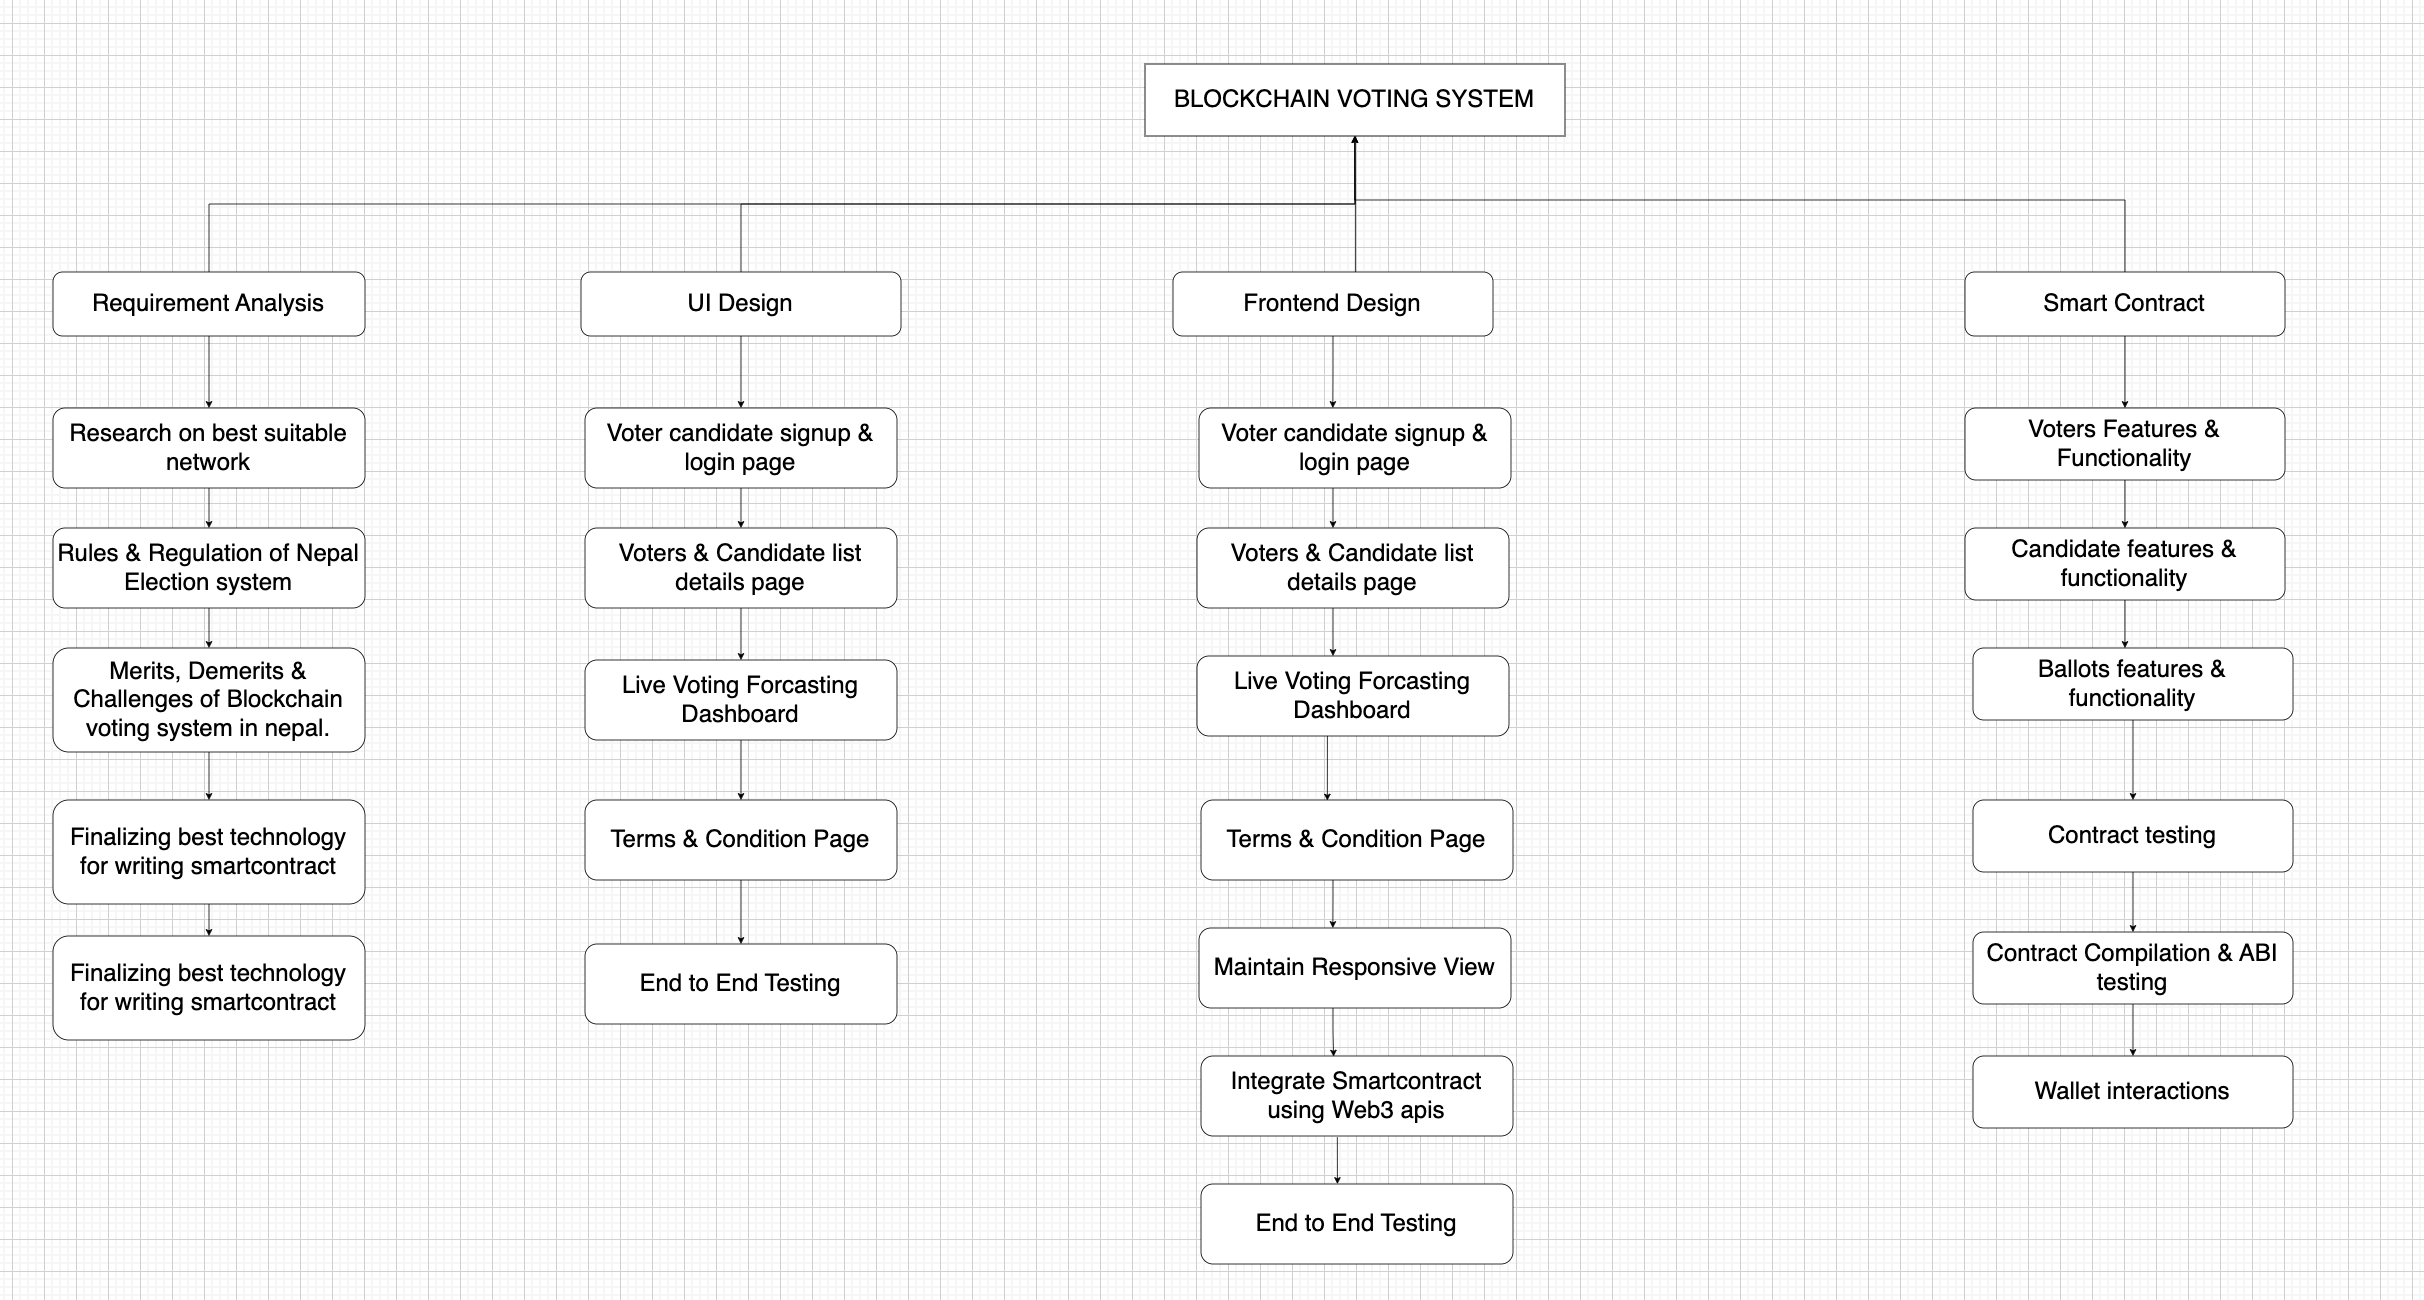 BLOCKCHAIN VOTING SYSTEM
Requirement Analysis
Research on best suitable
network
Rules & Regulation of Nepal
Election system
Merits, Demerits &
Challenges of Blockchain
voting system in nepal.
Finalizing best technology
for writing smartcontract
Finalizing best technology
for writing smartcontract
UI Design
Voter candidate signup &
login page
Voters & Candidate list
details page
Live Voting Forcasting
Dashboard
Terms & Condition Page
End to End Testing
Frontend Design
Voter candidate signup &
login page
Voters & Candidate list
details page
Live Voting Forcasting
Dashboard
Terms & Condition Page
Maintain Responsive View
Integrate Smartcontract
using Web3 apis
End to End Testing
Smart Contract
Voters Features &
Functionality
Candidate features &
functionality
Ballots features &
functionality
Contract testing
Contract Compilation & ABI
testing
Wallet interactions